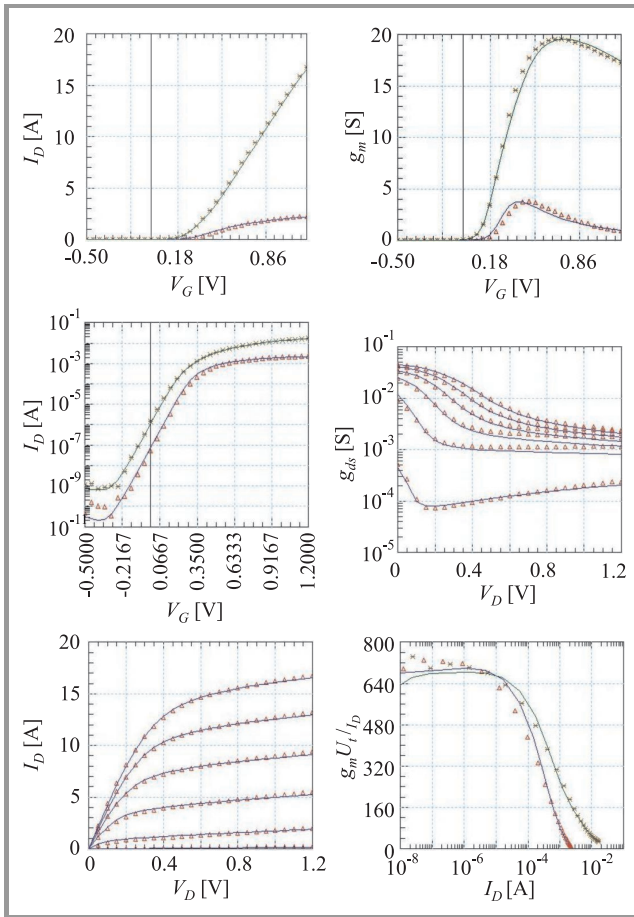 20
15
10
5
0
I_D [A]
-0.50 0.18 0.86
V_G [V]
20
15
10
5
0
g_m [S]
-0.50 0.18 0.86
V_G [V]
10^-1
10^-3
10^-5
10^-7
10^-9
10^-1
I_D [A]
-0.5000 -0.2167 0.0667 0.3500 0.6333 0.9167 1.2000
V_G [V]
10^-1
10^-2
10^-3
10^-4
10^-5
g_ds [S]
0 0.4 0.8 1.2
V_D [V]
20
15
10
5
0
I_D [A]
0 0.4 0.8 1.2
V_D [V]
800
640
480
320
160
0
g_m U_t / I_D
10^-8 10^-6 10^-4 10^-2
I_D [A]